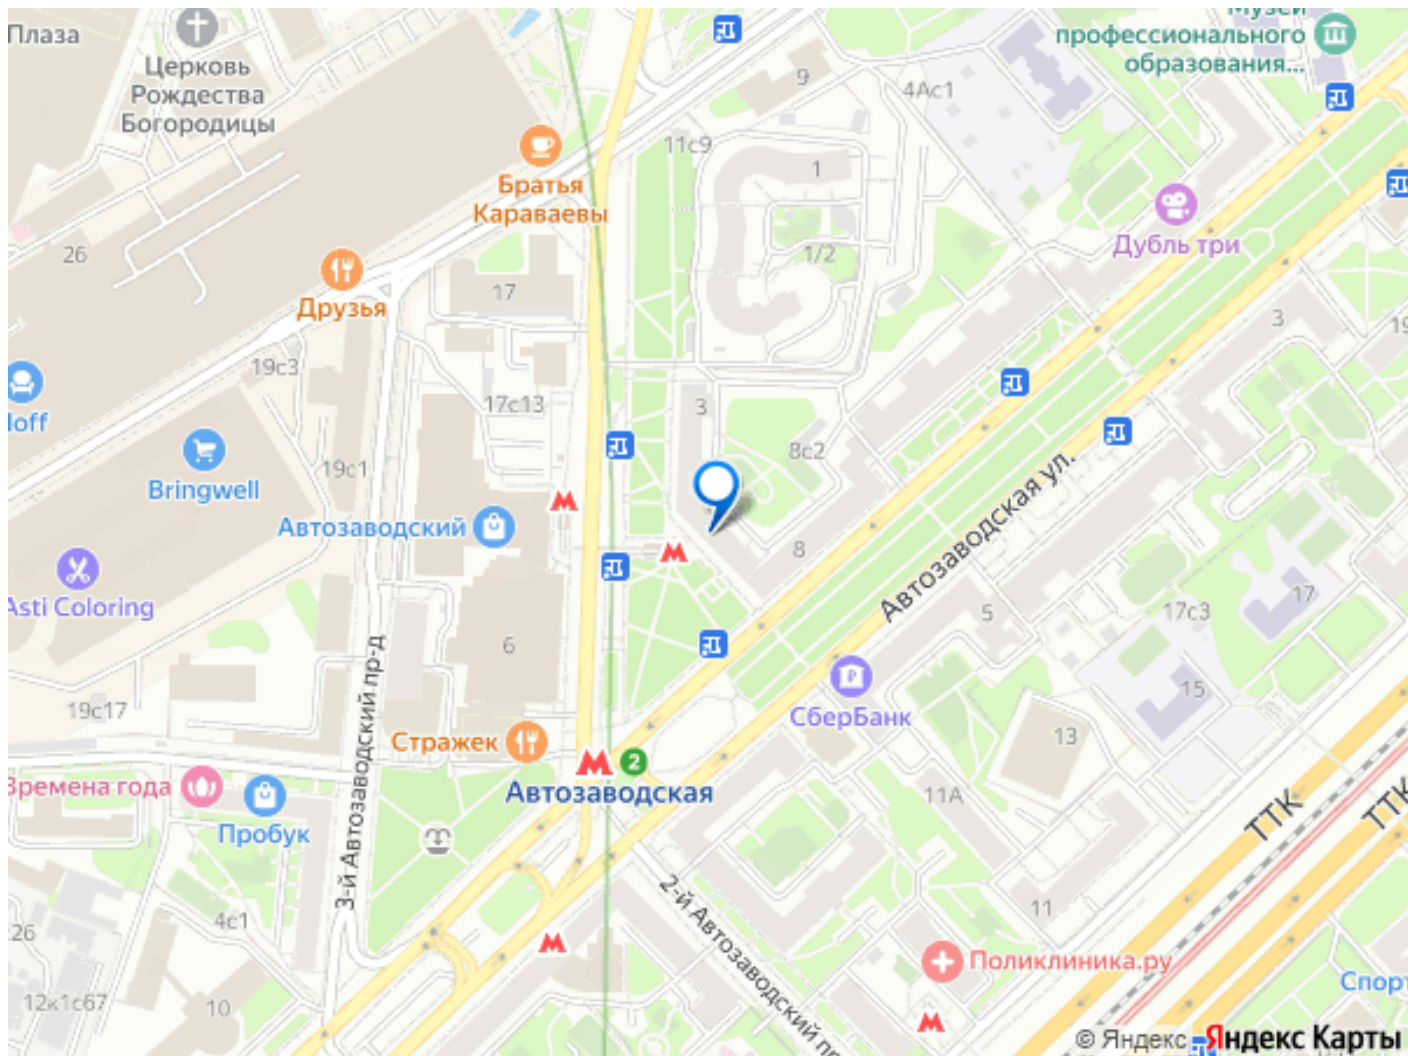 Плаза
Церковь
Рождества
Богородицы
Музей
профессионального
образования...
9
4Ас1
11с9
1
Братья
Караваевы
Дубль три
26
1/2
17
Друзья
3
19с3
17с13
3
8с2
19с1
Bringwell
Автозаводский
8
Автозаводская ул.
Asti Coloring
5
17с3
17
6
15
19с17
СберБанк
13
Стражек
2
Автозаводская
3-й Автозаводский пр-д
Времена года
Пробук
11А
ТТК
ТТК
4с1
11
2-й Автозаводский пр
26
Поликлиника.ру
12к1с67
10
Спорт
© Яндекс
Яндекс Карты